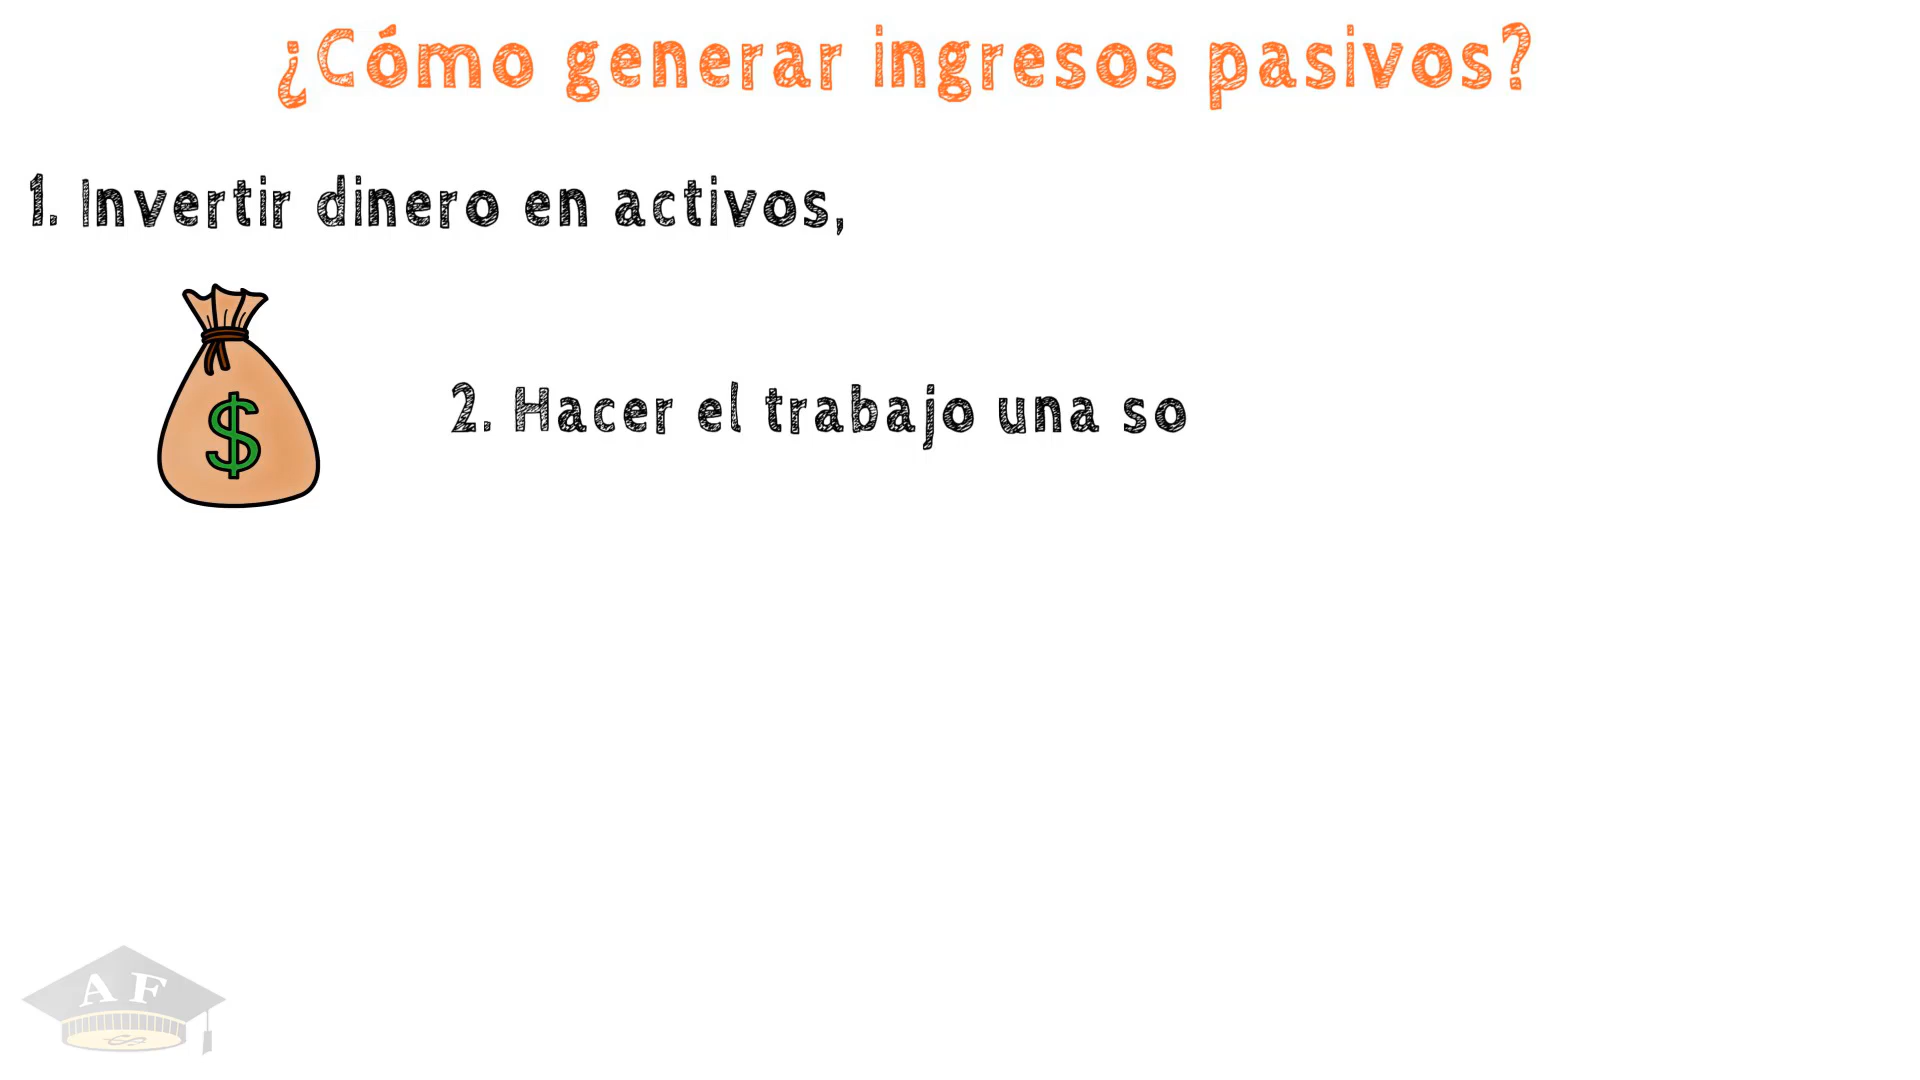 ¿Cómo generar ingresos pasivos?
1. Invertir dinero en activos,
$
2. Hacer el trabajo una so
A F
$